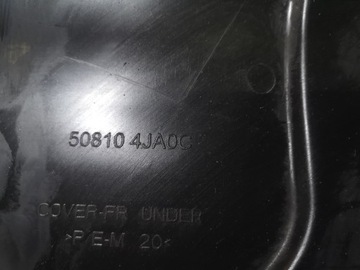 50810 4JA0C
COVER-FR UNDER
>P/E-M 20<